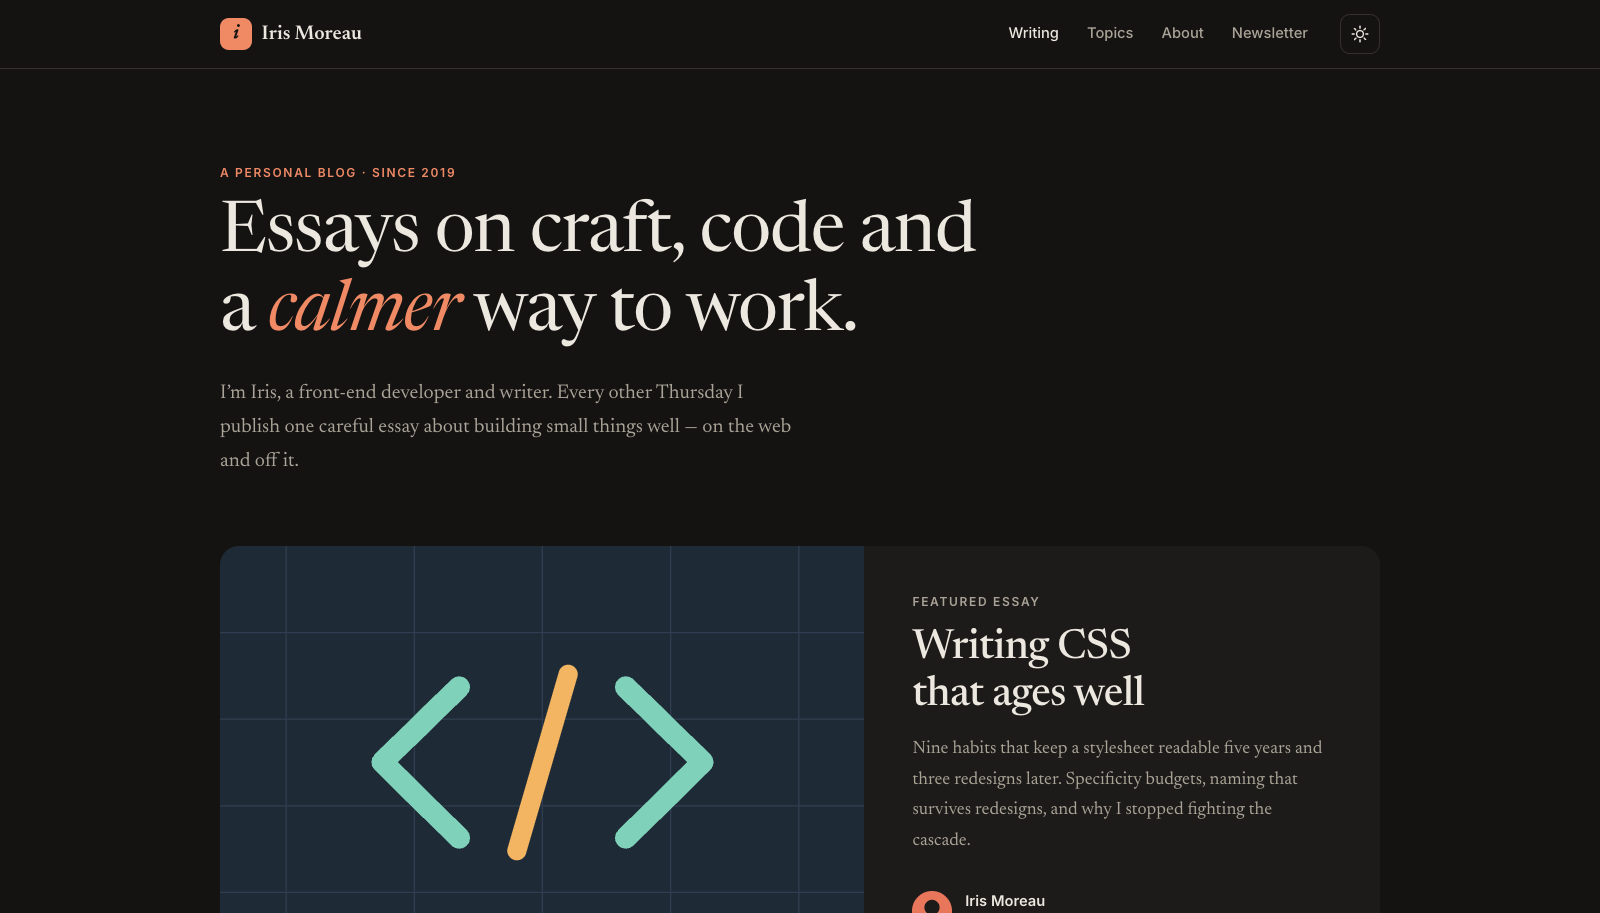 i Iris Moreau
Writing Topics About Newsletter
A PERSONAL BLOG · SINCE 2019
Essays on craft, code and
a calmer way to work.
I’m Iris, a front-end developer and writer. Every other Thursday I
publish one careful essay about building small things well — on the web
and off it.
FEATURED ESSAY
Writing CSS
that ages well
Nine habits that keep a stylesheet readable five years and
three redesigns later. Specificity budgets, naming that
survives redesigns, and why I stopped fighting the
cascade.
Iris Moreau